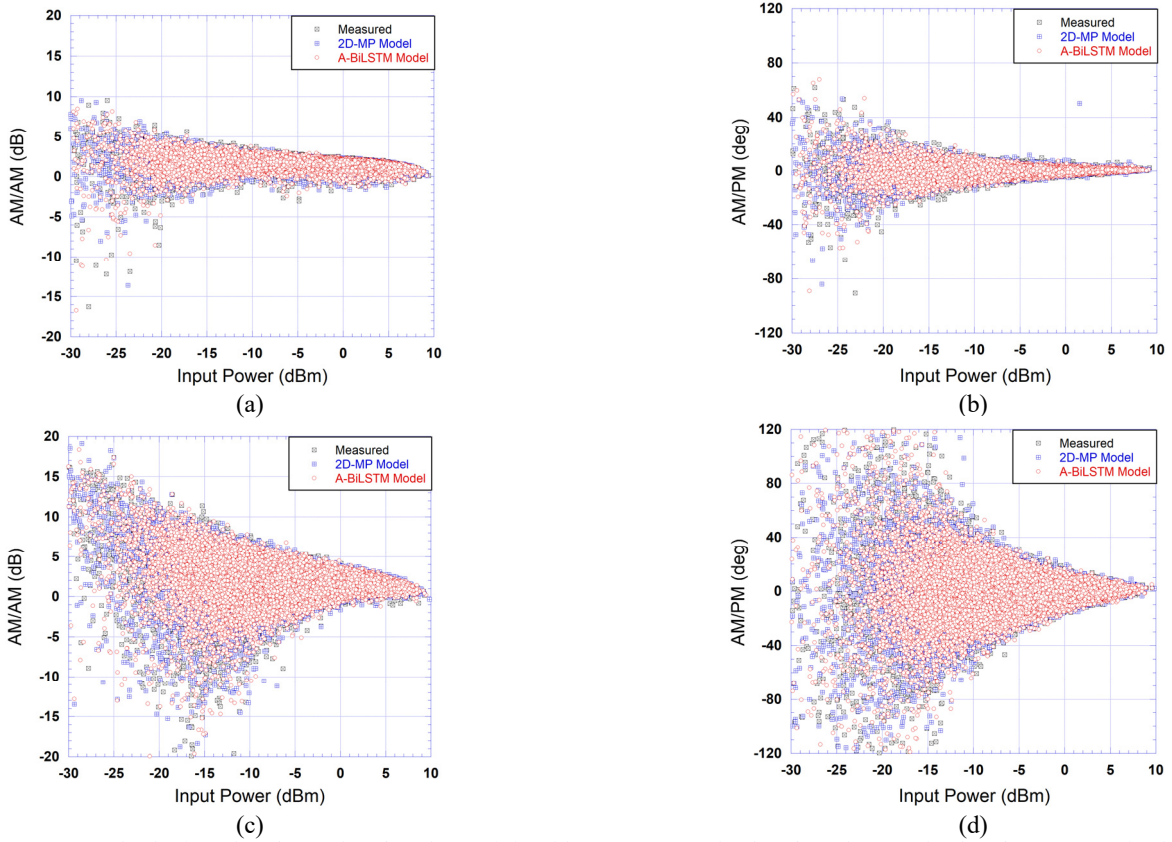 20
15
10
5
0
-5
-10
-15
-20
AM/AM (dB)
Measured
2D-MP Model
A-BiLSTM Model
-30 -25 -20 -15 -10 -5 0 5 10
Input Power (dBm)
(a)
120
80
40
0
-40
-80
-120
AM/PM (deg)
Measured
2D-MP Model
A-BiLSTM Model
-30 -25 -20 -15 -10 -5 0 5 10
Input Power (dBm)
(b)
20
15
10
5
0
-5
-10
-15
-20
AM/AM (dB)
Measured
2D-MP Model
A-BiLSTM Model
-30 -25 -20 -15 -10 -5 0 5 10
Input Power (dBm)
(c)
120
80
40
0
-40
-80
-120
AM/PM (deg)
Measured
2D-MP Model
A-BiLSTM Model
-30 -25 -20 -15 -10 -5 0 5 10
Input Power (dBm)
(d)